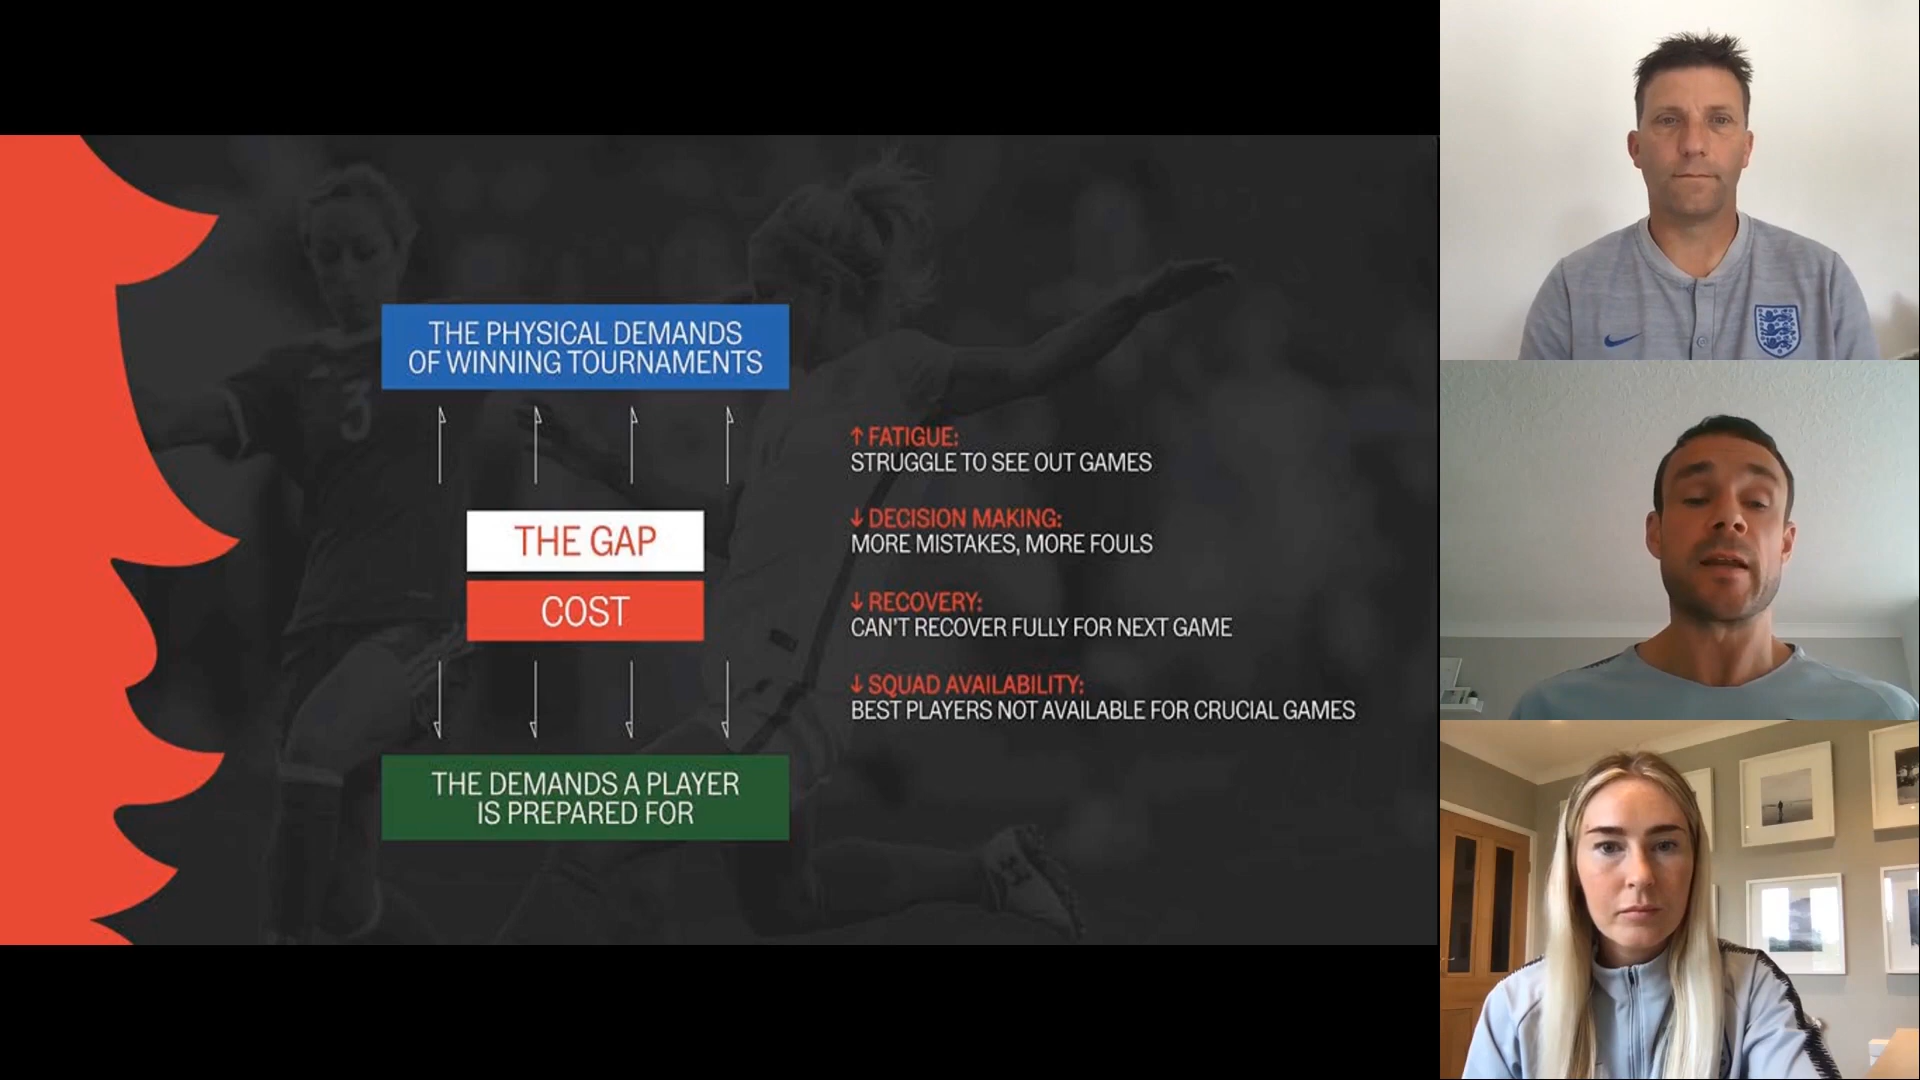 THE PHYSICAL DEMANDS
OF WINNING TOURNAMENTS
THE GAP
COST
THE DEMANDS A PLAYER
IS PREPARED FOR
↑ FATIGUE:
STRUGGLE TO SEE OUT GAMES
↓ DECISION MAKING:
MORE MISTAKES, MORE FOULS
↓ RECOVERY:
CAN'T RECOVER FULLY FOR NEXT GAME
↓ SQUAD AVAILABILITY:
BEST PLAYERS NOT AVAILABLE FOR CRUCIAL GAMES
3